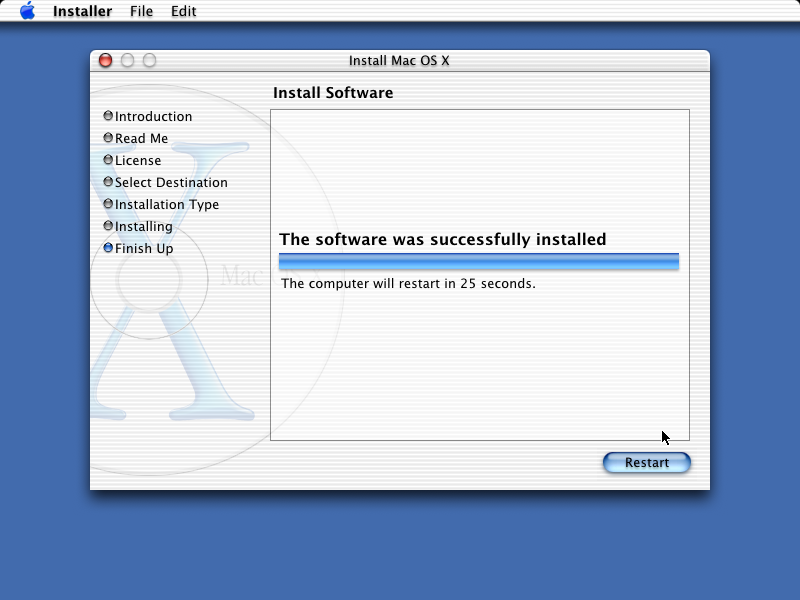 Installer File Edit
Install Mac OS X
Install Software
Introduction
Read Me
License
Select Destination
Installation Type
Installing
Finish Up
Mac OS X
The software was successfully installed
The computer will restart in 25 seconds.
Restart